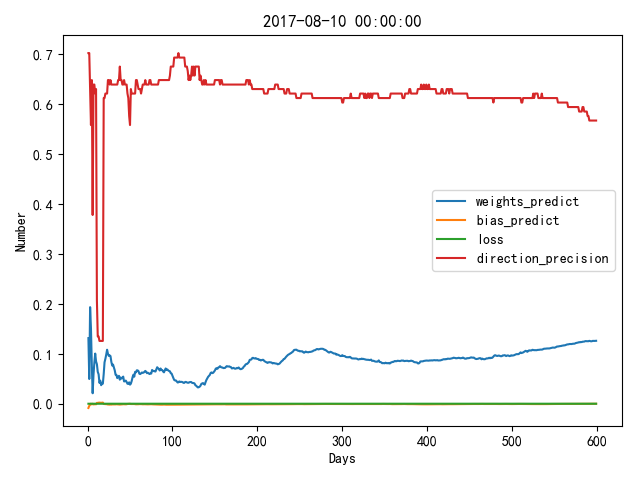 2017-08-10 00:00:00
0.7
0.6
0.5
0.4
0.3
0.2
0.1
0.0
Number
weights_predict
bias_predict
loss
direction_precision
0 100 200 300 400 500 600
Days